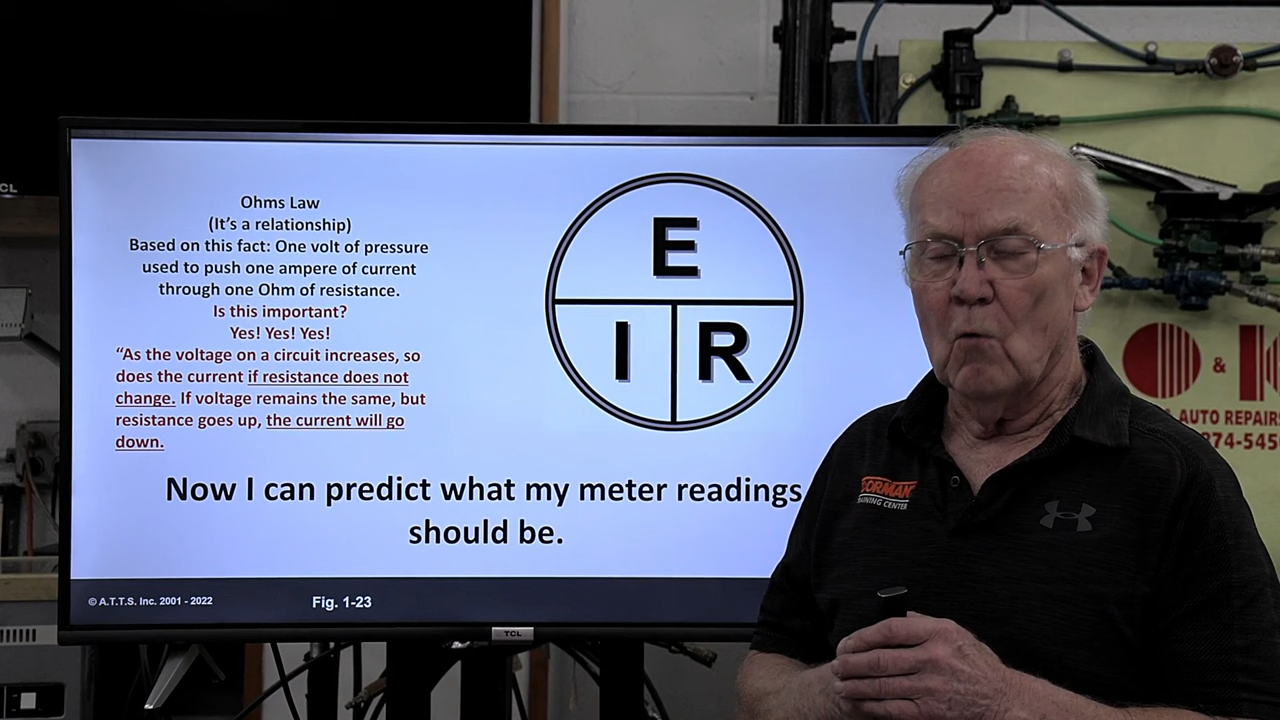 CL
Ohms Law
(It's a relationship)
Based on this fact: One volt of pressure
used to push one ampere of current
through one Ohm of resistance.
Is this important?
Yes! Yes! Yes!
“As the voltage on a circuit increases, so
does the current if resistance does not
change. If voltage remains the same, but
resistance goes up, the current will go
down.
E
I R
Now I can predict what my meter readings
should be.
© A.T.T.S. Inc. 2001 - 2022
Fig. 1-23
TCL
DORMAN
TRAINING CENTER
O & K
AUTO REPAIRS
274-545